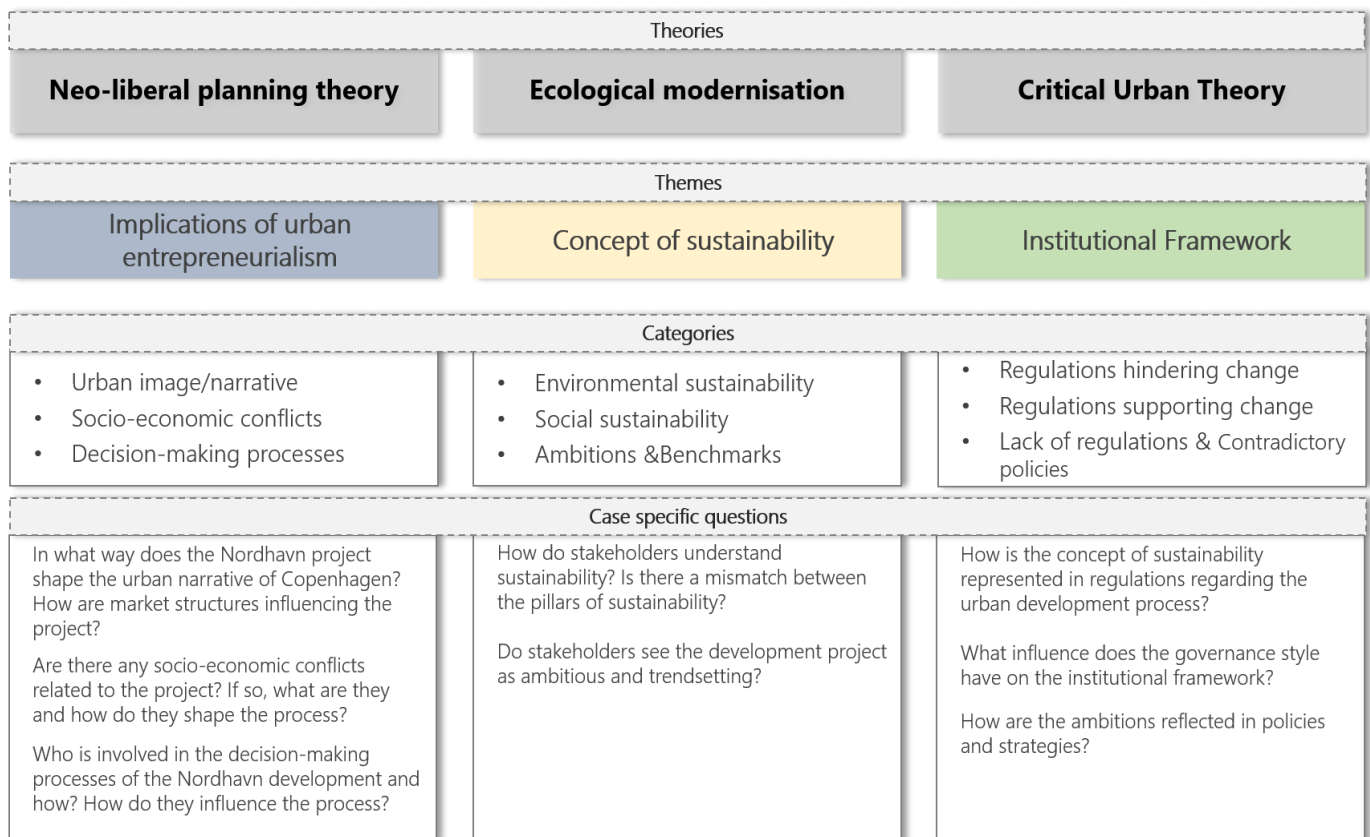 Theories
Neo-liberal planning theory
Ecological modernisation
Critical Urban Theory
Themes
Implications of urban
entrepreneurialism
Concept of sustainability
Institutional Framework
Categories
• Urban image/narrative
• Socio-economic conflicts
• Decision-making processes
• Environmental sustainability
• Social sustainability
• Ambitions &Benchmarks
• Regulations hindering change
• Regulations supporting change
• Lack of regulations & Contradictory
policies
Case specific questions
In what way does the Nordhavn project
shape the urban narrative of Copenhagen?
How are market structures influencing the
project?
Are there any socio-economic conflicts
related to the project? If so, what are they
and how do they shape the process?
Who is involved in the decision-making
processes of the Nordhavn development and
how? How do they influence the process?
How do stakeholders understand
sustainability? Is there a mismatch between
the pillars of sustainability?
Do stakeholders see the development project
as ambitious and trendsetting?
How is the concept of sustainability
represented in regulations regarding the
urban development process?
What influence does the governance style
have on the institutional framework?
How are the ambitions reflected in policies
and strategies?